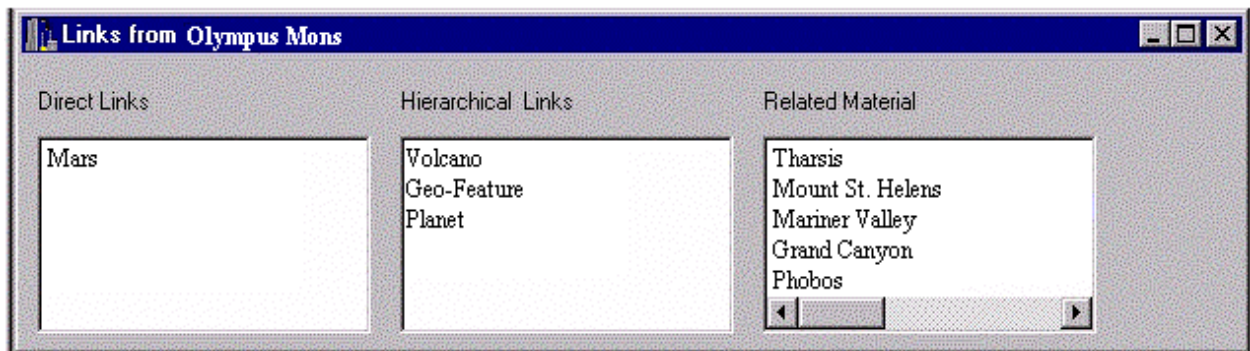 Links from Olympus Mons
Direct Links
Mars
Hierarchical Links
Volcano
Geo-Feature
Planet
Related Material
Tharsis
Mount St. Helens
Mariner Valley
Grand Canyon
Phobos